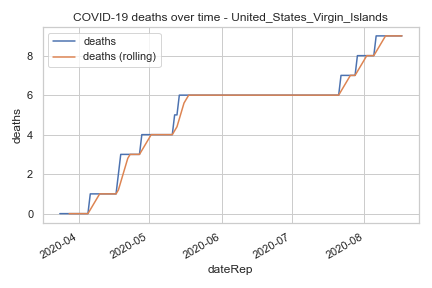 COVID-19 deaths over time - United_States_Virgin_Islands
deaths
deaths (rolling)
deaths
8
6
4
2
0
2020-04
2020-05
2020-06
2020-07
2020-08
dateRep